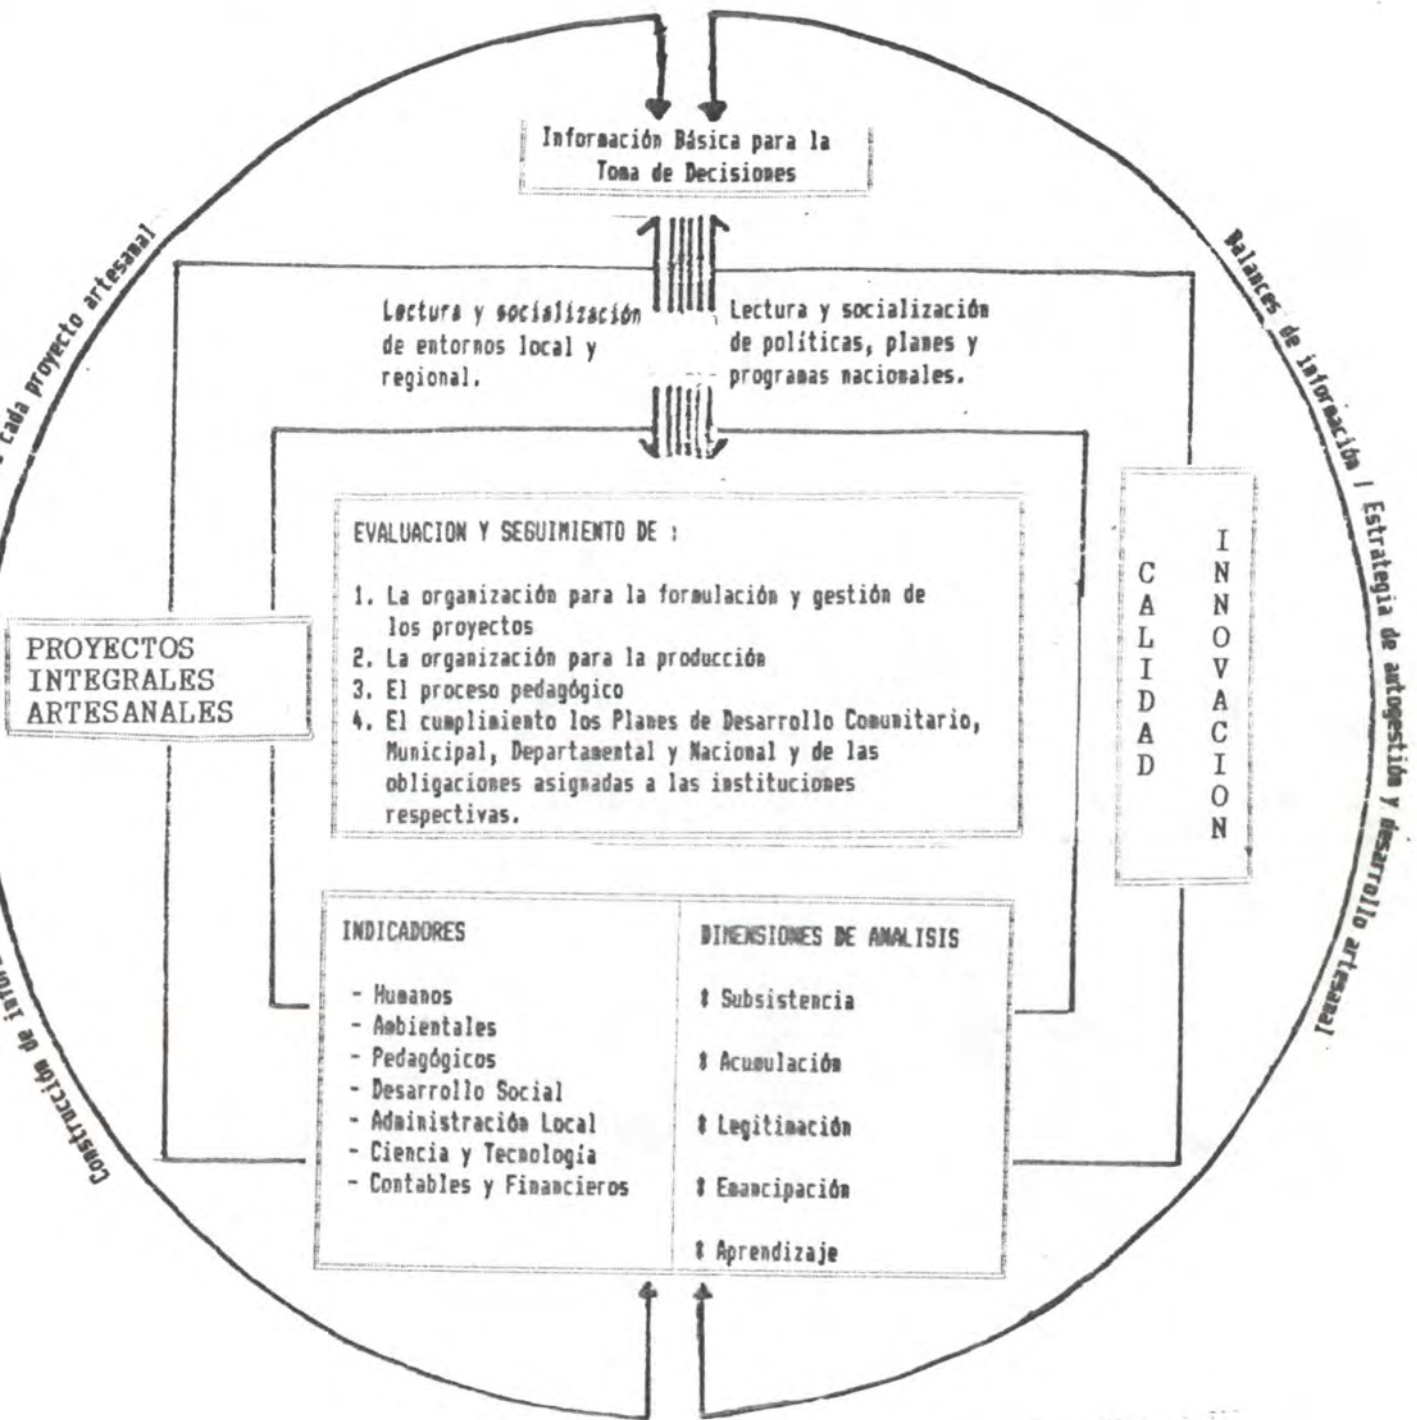 Información Básica para la
Toma de Decisiones
cada proyecto artesanal
Balances de información / Estrategia de autogestión y desarrollo artesanal
Lectura y socialización
de entornos local y
regional.
Lectura y socialización
de políticas, planes y
programas nacionales.
EVALUACION Y SEGUIMIENTO DE :
1. La organización para la formulación y gestión de
los proyectos
2. La organización para la producción
3. El proceso pedagógico
4. El cumplimiento los Planes de Desarrollo Comunitario,
Municipal, Departamental y Nacional y de las
obligaciones asignadas a las instituciones
respectivas.
PROYECTOS
INTEGRALES
ARTESANALES
CALIDAD
INNOVACION
INDICADORES
- Humanos
- Ambientales
- Pedagógicos
- Desarrollo Social
- Administración Local
- Ciencia y Tecnología
- Contables y Financieros
DIMENSIONES DE ANALISIS
* Subsistencia
* Acumulación
* Legitimación
* Emancipación
* Aprendizaje
Construcción de